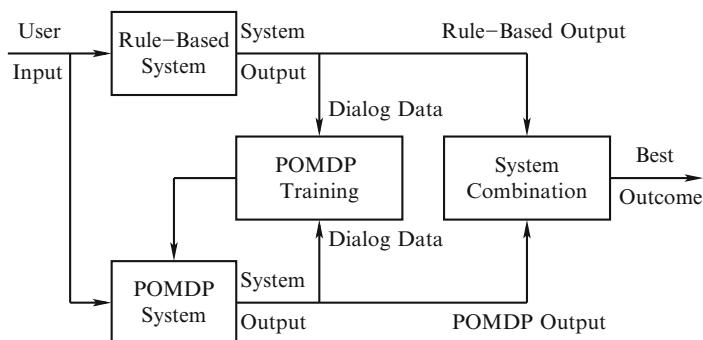 User
Input
Rule−Based
System
System
Output
Rule−Based Output
Dialog Data
POMDP
Training
System
Combination
Best
Outcome
Dialog Data
POMDP
System
System
Output
POMDP Output